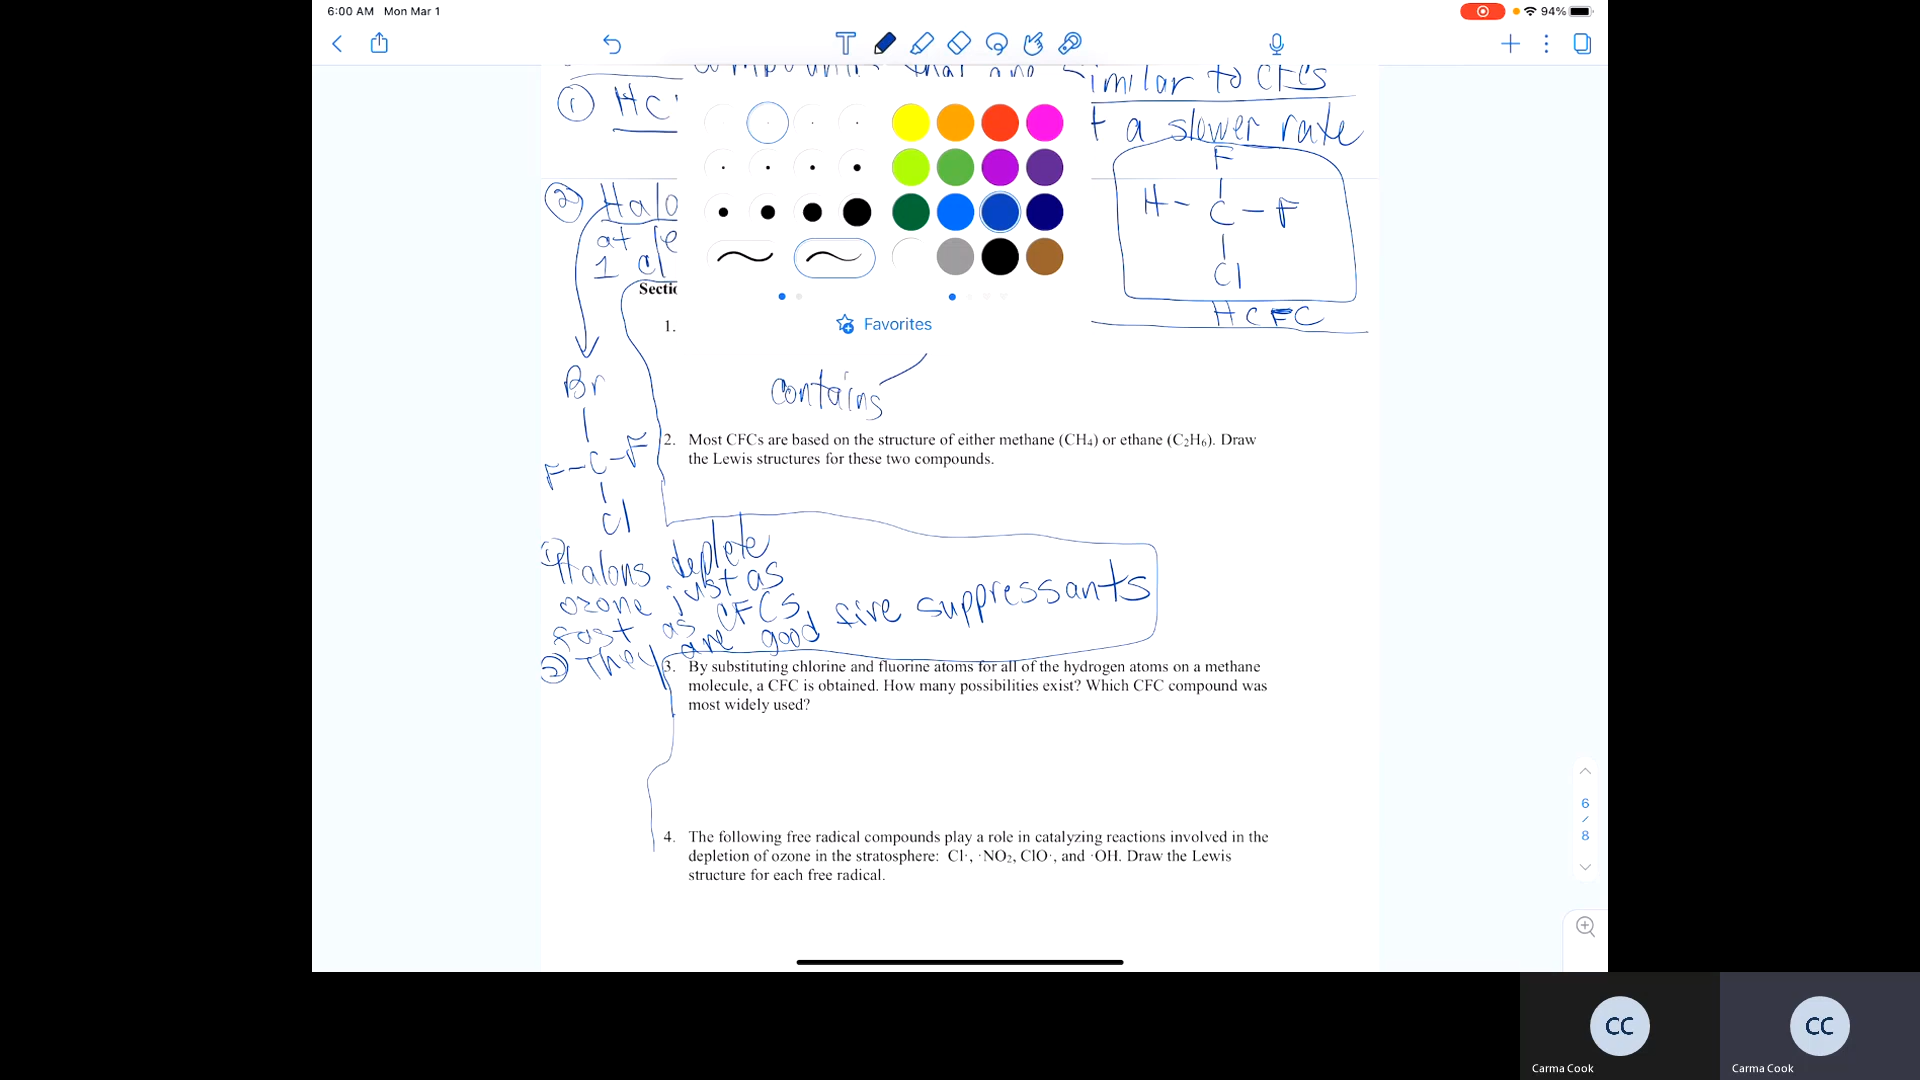 6:00 AM Mon Mar 1
94%
imilar to CFCs
① HC
t a slower rate
F
H - C - F
Cl
HCFC
② Halo
at le
1 Cl
Sectio
1.
Favorites
contains
Br
F-C-F
Cl
2. Most CFCs are based on the structure of either methane (CH₄) or ethane (C₂H₆). Draw
the Lewis structures for these two compounds.
① Halons deplete
ozone just as
fast as CFCs
② They are good fire suppressants
3. By substituting chlorine and fluorine atoms for all of the hydrogen atoms on a methane
molecule, a CFC is obtained. How many possibilities exist? Which CFC compound was
most widely used?
6
/
8
4. The following free radical compounds play a role in catalyzing reactions involved in the
depletion of ozone in the stratosphere: Cl·, ·NO₂, ClO·, and ·OH. Draw the Lewis
structure for each free radical.
CC
Carma Cook
CC
Carma Cook